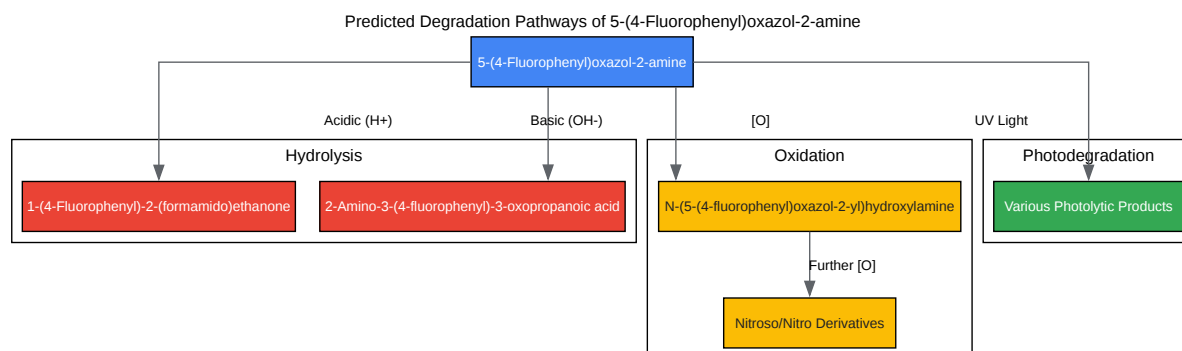 Predicted Degradation Pathways of 5-(4-Fluorophenyl)oxazol-2-amine
5-(4-Fluorophenyl)oxazol-2-amine
Acidic (H+)
Basic (OH-)
[O]
UV Light
Hydrolysis
Oxidation
Photodegradation
1-(4-Fluorophenyl)-2-(formamido)ethanone
2-Amino-3-(4-fluorophenyl)-3-oxopropanoic acid
N-(5-(4-fluorophenyl)oxazol-2-yl)hydroxylamine
Various Photolytic Products
Further [O]
Nitroso/Nitro Derivatives